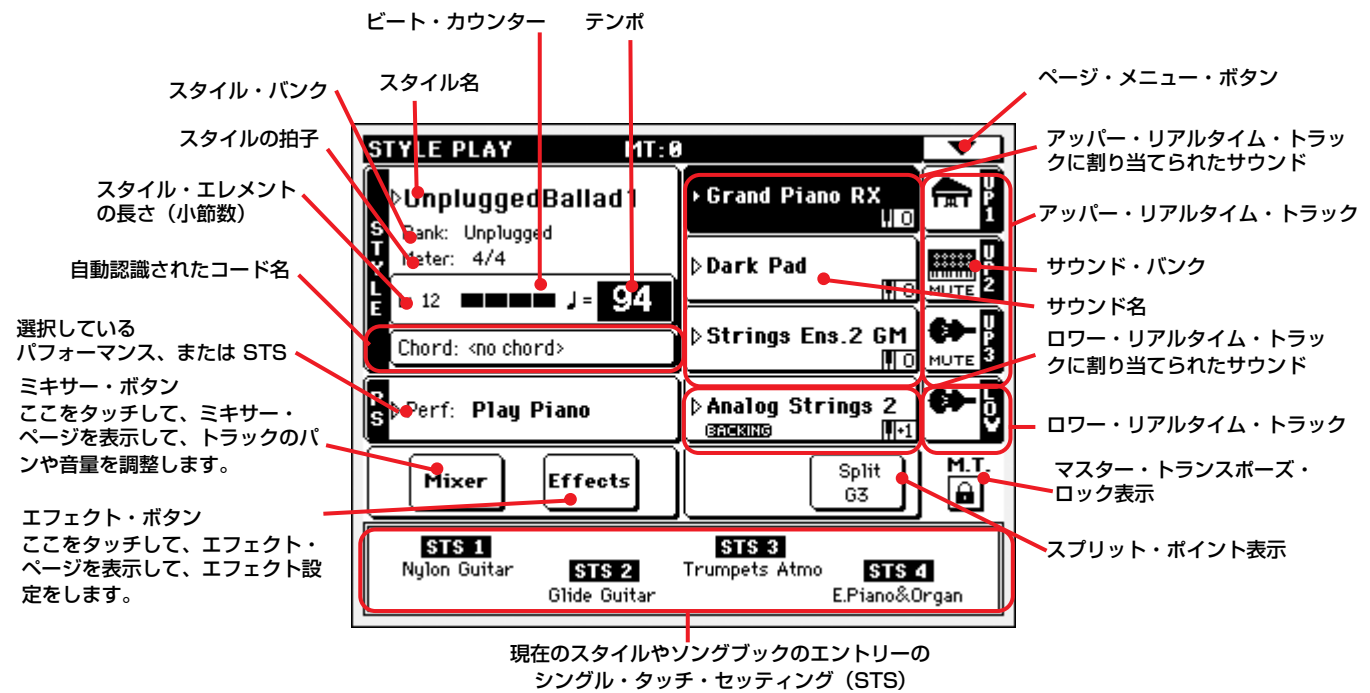 ビート・カウンター
テンポ
スタイル・バンク
スタイル名
ページ・メニュー・ボタン
スタイルの拍子
アッパー・リアルタイム・トラッ
クに割り当てられたサウンド
スタイル・エレメント
の長さ（小節数）
アッパー・リアルタイム・トラック
自動認識されたコード名
サウンド・バンク
サウンド名
選択している
パフォーマンス、または STS
ロワー・リアルタイム・トラッ
クに割り当てられたサウンド
ミキサー・ボタン
ここをタッチして、ミキサー・
ページを表示して、トラックのパ
ンや音量を調整します。
ロワー・リアルタイム・トラック
マスター・トランスポーズ・
ロック表示
エフェクト・ボタン
ここをタッチして、エフェクト・
ページを表示して、エフェクト設
定をします。
スプリット・ポイント表示
STYLE PLAY MT:0
STYLE
UnpluggedBallad1
Bank: Unplugged
Meter: 4/4
12
= 94
Chord: <no chord>
PS
Perf: Play Piano
Grand Piano RX
0
UP1
Dark Pad
0
MUTE
UP2
Strings Ens.2 GM
0
MUTE
UP3
Analog Strings 2
BACKING
+1
LOW
Mixer
Effects
Split
G3
M.T.
STS 1
Nylon Guitar
STS 2
Glide Guitar
STS 3
Trumpets Atmo
STS 4
E.Piano&Organ
現在のスタイルやソングブックのエントリーの
シングル・タッチ・セッティング（STS）